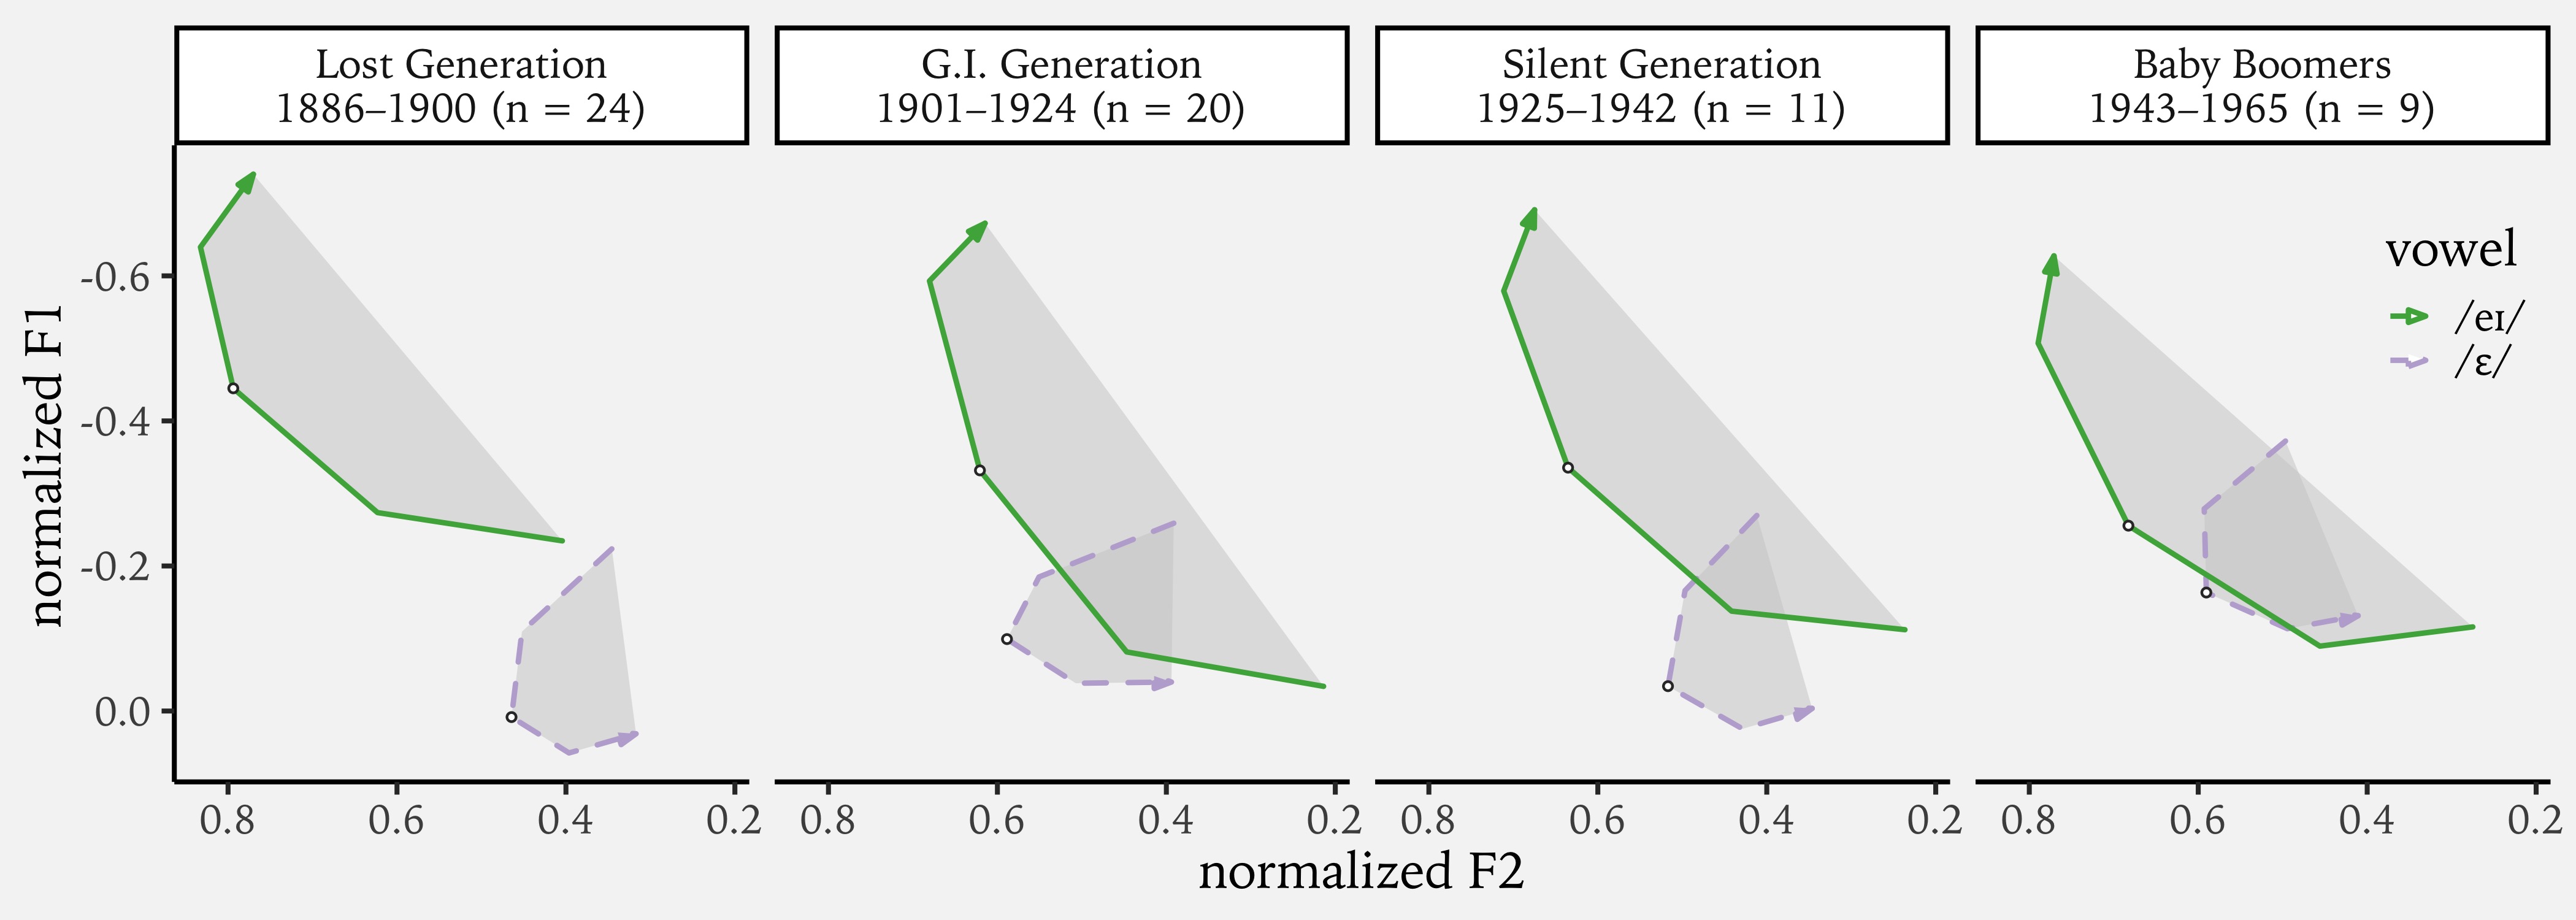 Lost Generation
1886–1900 (n = 24)
G.I. Generation
1901–1924 (n = 20)
Silent Generation
1925–1942 (n = 11)
Baby Boomers
1943–1965 (n = 9)
normalized F1
-0.6
-0.4
-0.2
0.0
vowel
/eɪ/
/ɛ/
0.8 0.6 0.4 0.2 0.8 0.6 0.4 0.2 0.8 0.6 0.4 0.2 0.8 0.6 0.4 0.2
normalized F2